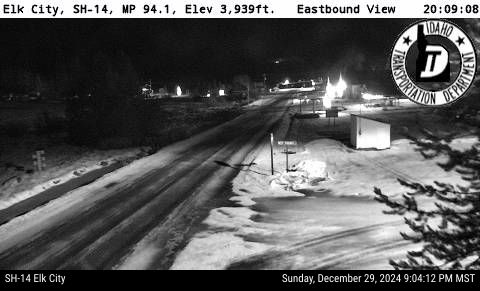 Elk City, SH-14, MP 94.1, Elev 3,939ft. Eastbound View 20:09:08
IDAHO
TRANSPORTATION DEPARTMENT
SH-14 Elk City
Sunday, December 29, 2024 9:04:12 PM MST